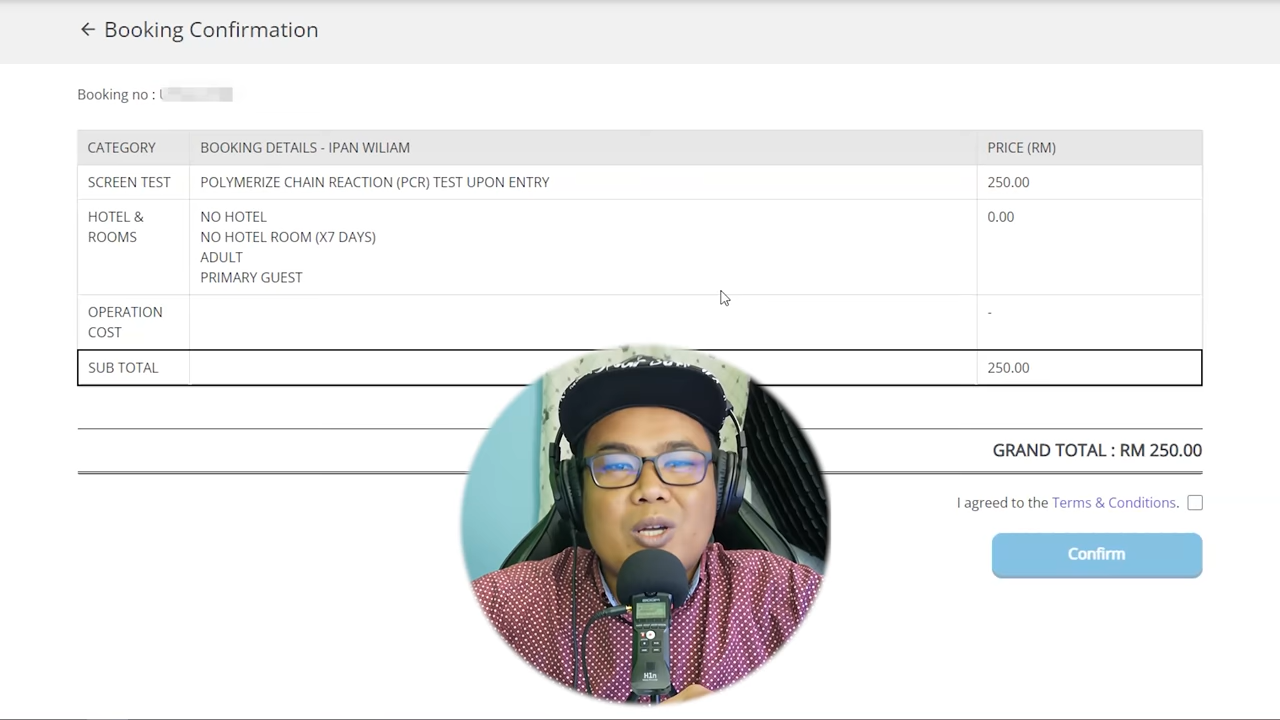 ← Booking Confirmation
Booking no :
CATEGORY BOOKING DETAILS - IPAN WILIAM PRICE (RM)
SCREEN TEST POLYMERIZE CHAIN REACTION (PCR) TEST UPON ENTRY 250.00
HOTEL & NO HOTEL 0.00
ROOMS NO HOTEL ROOM (X7 DAYS)
ADULT
PRIMARY GUEST
OPERATION -
COST
SUB TOTAL 250.00
GRAND TOTAL : RM 250.00
I agreed to the Terms & Conditions.
Confirm
H1n